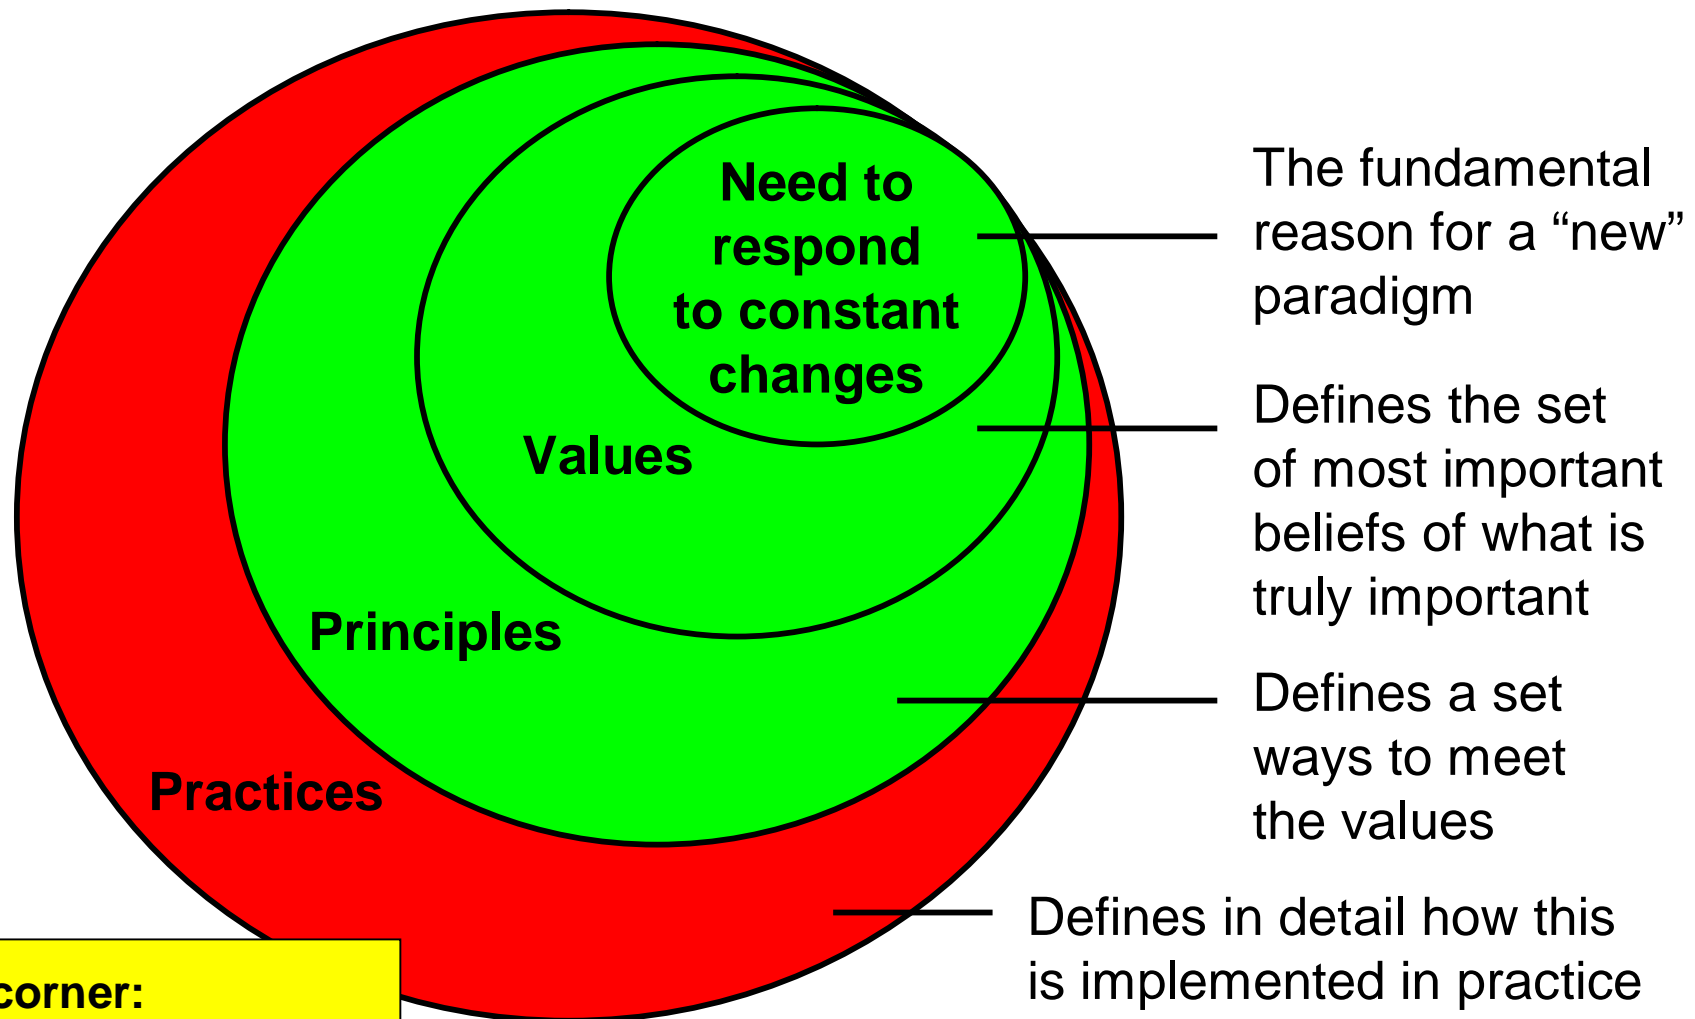 Need to
respond
to constant
changes
Values
Principles
Practices
The fundamental
reason for a “new”
paradigm
Defines the set
of most important
beliefs of what is
truly important
Defines a set
ways to meet
the values
Defines in detail how this
is implemented in practice
corner: